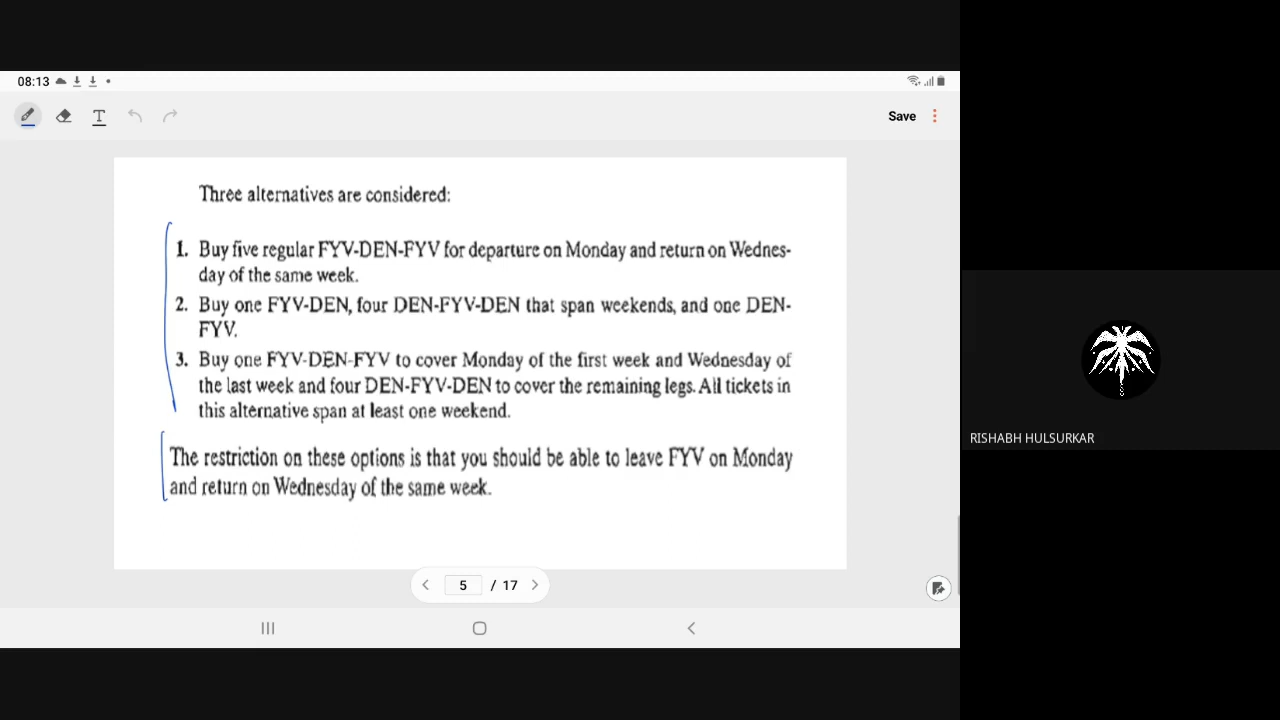 08:13
Save
Three alternatives are considered:
1. Buy five regular FYV-DEN-FYV for departure on Monday and return on Wednes-
day of the same week.
2. Buy one FYV-DEN, four DEN-FYV-DEN that span weekends, and one DEN-
FYV.
3. Buy one FYV-DEN-FYV to cover Monday of the first week and Wednesday of
the last week and four DEN-FYV-DEN to cover the remaining legs. All tickets in
this alternative span at least one weekend.
The restriction on these options is that you should be able to leave FYV on Monday
and return on Wednesday of the same week.
5 / 17
RISHABH HULSURKAR